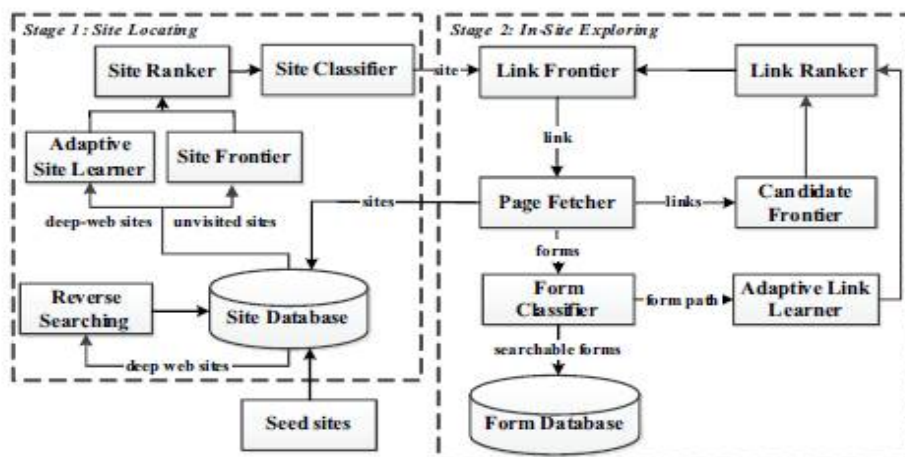 Stage 1: Site Locating
Site Ranker
Site Classifier
site
Adaptive
Site Learner
Site Frontier
deep-web sites
unvisited sites
Reverse
Searching
Site Database
deep web sites
Seed sites
Stage 2: In-Site Exploring
Link Frontier
Link Ranker
link
sites
Page Fetcher
links
Candidate
Frontier
forms
Form
Classifier
form path
Adaptive Link
Learner
searchable forms
Form Database